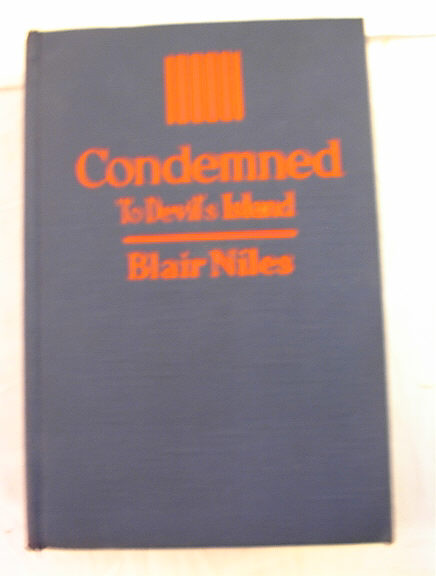 Condemned
To Devil's Island
Blair Niles